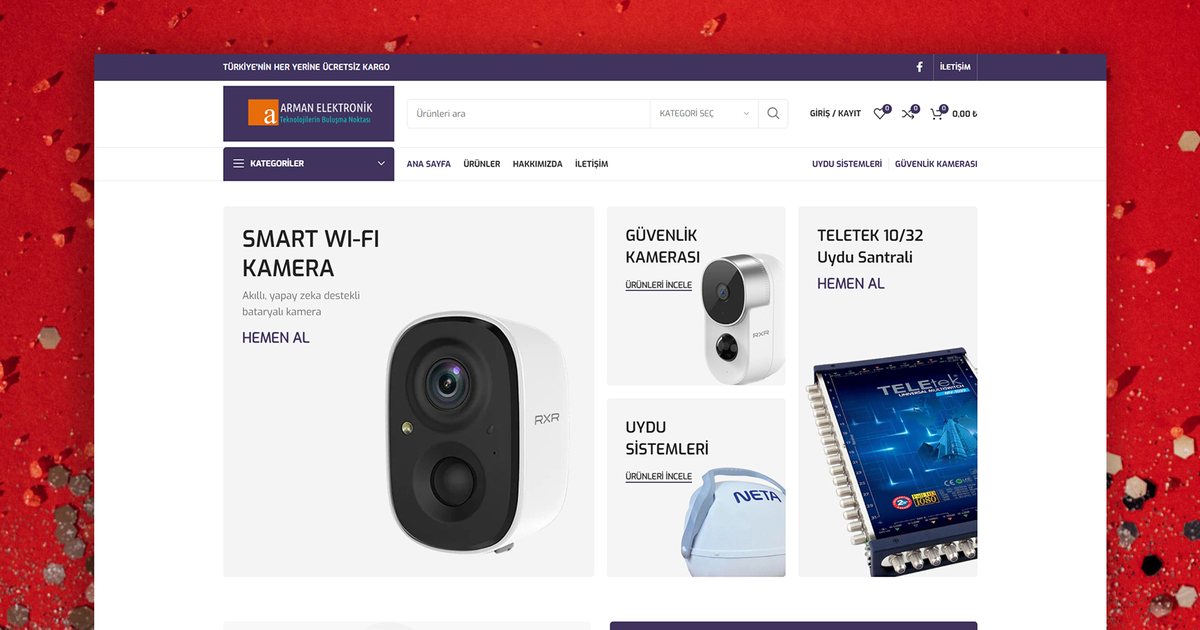 TÜRKİYE'NİN HER YERİNE ÜCRETSİZ KARGO
İLETİŞİM
a ARMAN ELEKTRONİK
Teknolojilerin Buluşma Noktası
Ürünleri ara
KATEGORİ SEÇ
GİRİŞ / KAYIT
0
0
0
0,00 ₺
KATEGORİLER
ANA SAYFA
ÜRÜNLER
HAKKIMIZDA
İLETİŞİM
UYDU SİSTEMLERİ
GÜVENLİK KAMERASI
SMART WI-FI
KAMERA
Akıllı, yapay zeka destekli
bataryalı kamera
HEMEN AL
RXR
GÜVENLİK
KAMERASI
ÜRÜNLERİ İNCELE
RXR
UYDU
SİSTEMLERİ
ÜRÜNLERİ İNCELE
NETA
TELETEK 10/32
Uydu Santrali
HEMEN AL
TELEtek
UNIVERSAL MULTISWITCH
1080